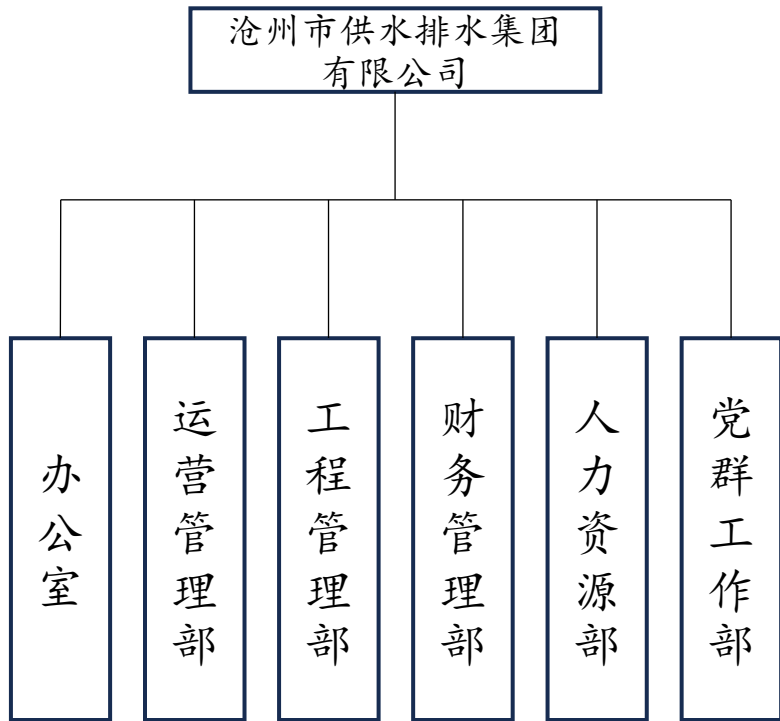 沧州市供水排水集团
有限公司
办公室
运营管理部
工程管理部
财务管理部
人力资源部
党群工作部